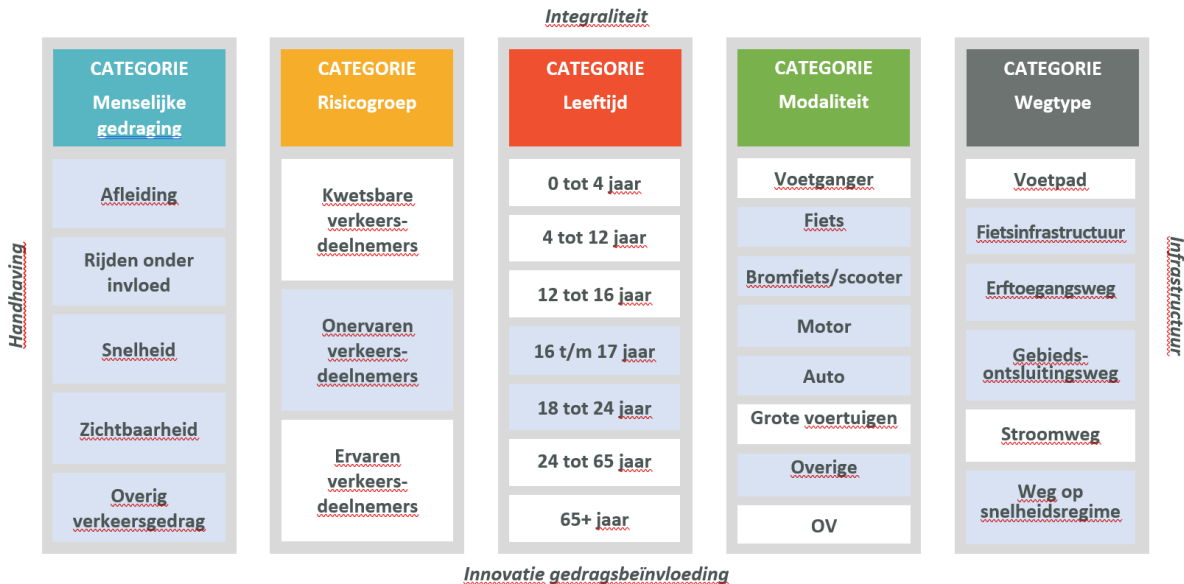 Integraliteit
Handhaving
CATEGORIE
Menselijke
gedraging
Afleiding
Rijden onder
invloed
Snelheid
Zichtbaarheid
Overig
verkeersgedrag
CATEGORIE
Risicogroep
Kwetsbare
verkeers-
deelnemers
Onervaren
verkeers-
deelnemers
Ervaren
verkeers-
deelnemers
CATEGORIE
Leeftijd
0 tot 4 jaar
4 tot 12 jaar
12 tot 16 jaar
16 t/m 17 jaar
18 tot 24 jaar
24 tot 65 jaar
65+ jaar
CATEGORIE
Modaliteit
Voetganger
Fiets
Bromfiets/scooter
Motor
Auto
Grote voertuigen
Overige
OV
CATEGORIE
Wegtype
Voetpad
Fietsinfrastructuur
Erftoegangsweg
Gebieds-
ontsluitingsweg
Stroomweg
Weg op
snelheidsregime
Infrastructuur
Innovatie gedragsbeïnvloeding